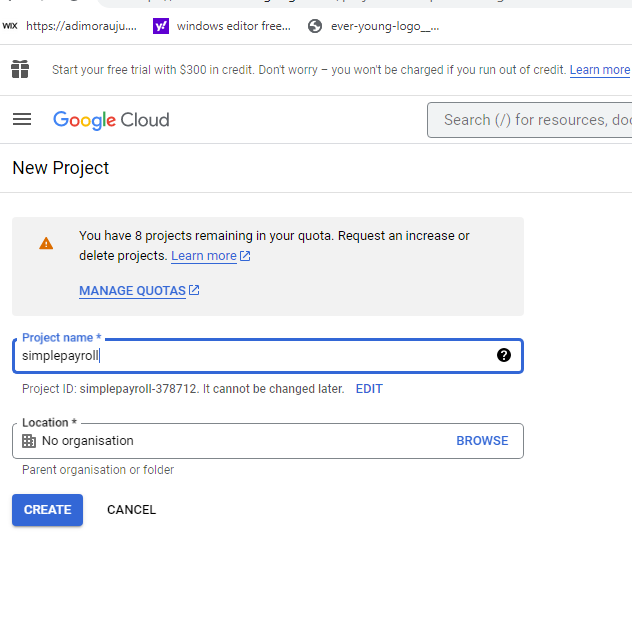 WIX https://adimorauju.... y! windows editor free... ever-young-logo__...
Start your free trial with $300 in credit. Don't worry – you won't be charged if you run out of credit. Learn more
Google Cloud
Search (/) for resources, doc
New Project
You have 8 projects remaining in your quota. Request an increase or
delete projects. Learn more
MANAGE QUOTAS
Project name *
simplepayroll
Project ID: simplepayroll-378712. It cannot be changed later. EDIT
Location *
No organisation BROWSE
Parent organisation or folder
CREATE CANCEL